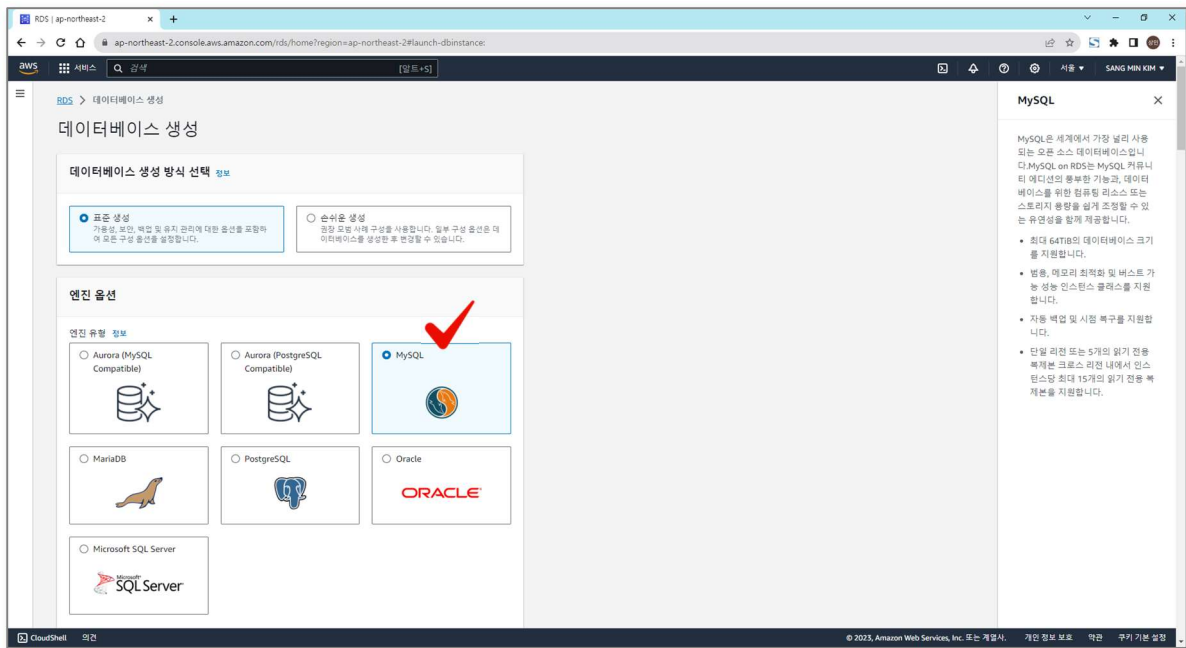 RDS | ap-northeast-2
ap-northeast-2.console.aws.amazon.com/rds/home?region=ap-northeast-2#launch-dbinstance:
상민
aws
서비스
검색
[알트+S]
서울
SANG MIN KIM
RDS > 데이터베이스 생성
데이터베이스 생성
데이터베이스 생성 방식 선택 정보
표준 생성
가용성, 보안, 백업 및 유지 관리에 대한 옵션을 포함하
여 모든 구성 옵션을 설정합니다.
손쉬운 생성
권장 모범 사례 구성을 사용합니다. 일부 구성 옵션은 데
이터베이스를 생성한 후 변경할 수 있습니다.
엔진 옵션
엔진 유형 정보
Aurora (MySQL
Compatible)
Aurora (PostgreSQL
Compatible)
MySQL
MariaDB
PostgreSQL
Oracle
ORACLE
Microsoft SQL Server
Microsoft
SQL Server
MySQL
MySQL은 세계에서 가장 널리 사용
되는 오픈 소스 데이터베이스입니
다.MySQL on RDS는 MySQL 커뮤니
티 에디션의 풍부한 기능과, 데이터
베이스를 위한 컴퓨팅 리소스 또는
스토리지 용량을 쉽게 조정할 수 있
는 유연성을 함께 제공합니다.
• 최대 64TiB의 데이터베이스 크기
를 지원합니다.
• 범용, 메모리 최적화 및 버스트 가
능 성능 인스턴스 클래스를 지원
합니다.
• 자동 백업 및 시점 복구를 지원합
니다.
• 단일 리전 또는 5개의 읽기 전용
복제본 크로스 리전 내에서 인스
턴스당 최대 15개의 읽기 전용 복
제본을 지원합니다.
CloudShell
의견
© 2023, Amazon Web Services, Inc. 또는 계열사.
개인 정보 보호
약관
쿠키 기본 설정